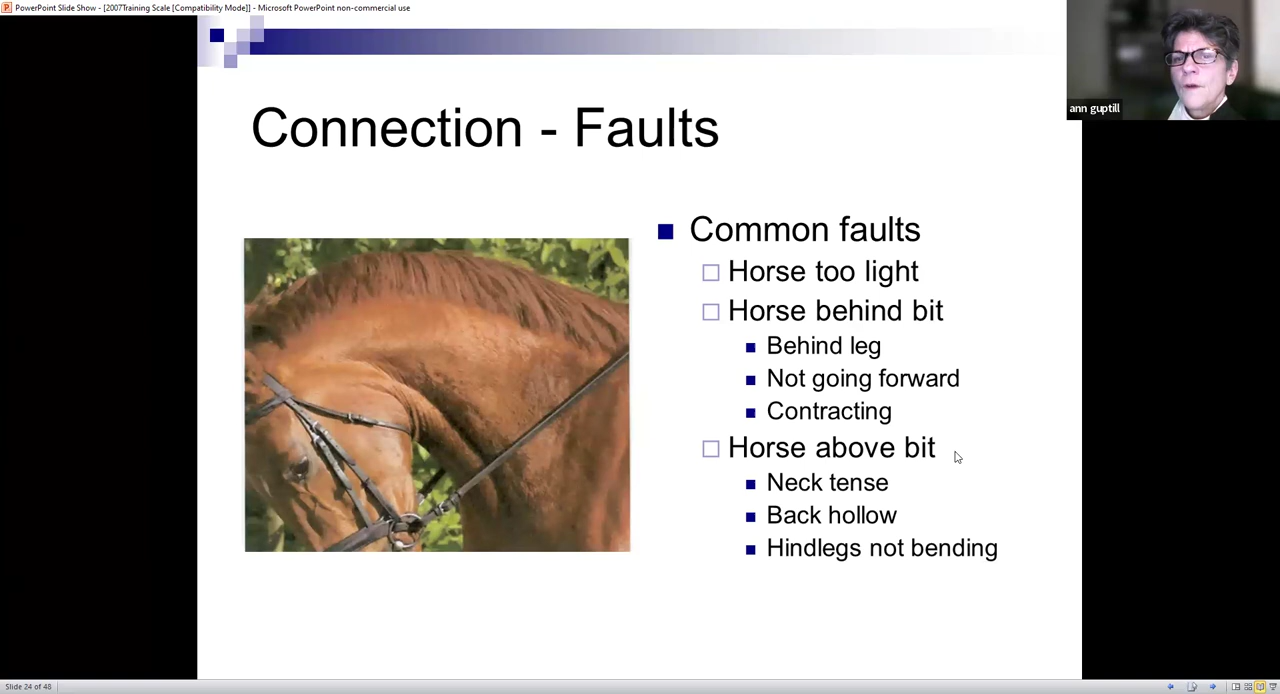 PowerPoint Slide Show - [2007Training Scale [Compatibility Mode]] - Microsoft PowerPoint non-commercial use
ann guptill
Connection - Faults
Common faults
Horse too light
Horse behind bit
Behind leg
Not going forward
Contracting
Horse above bit
Neck tense
Back hollow
Hindlegs not bending
Slide 24 of 48